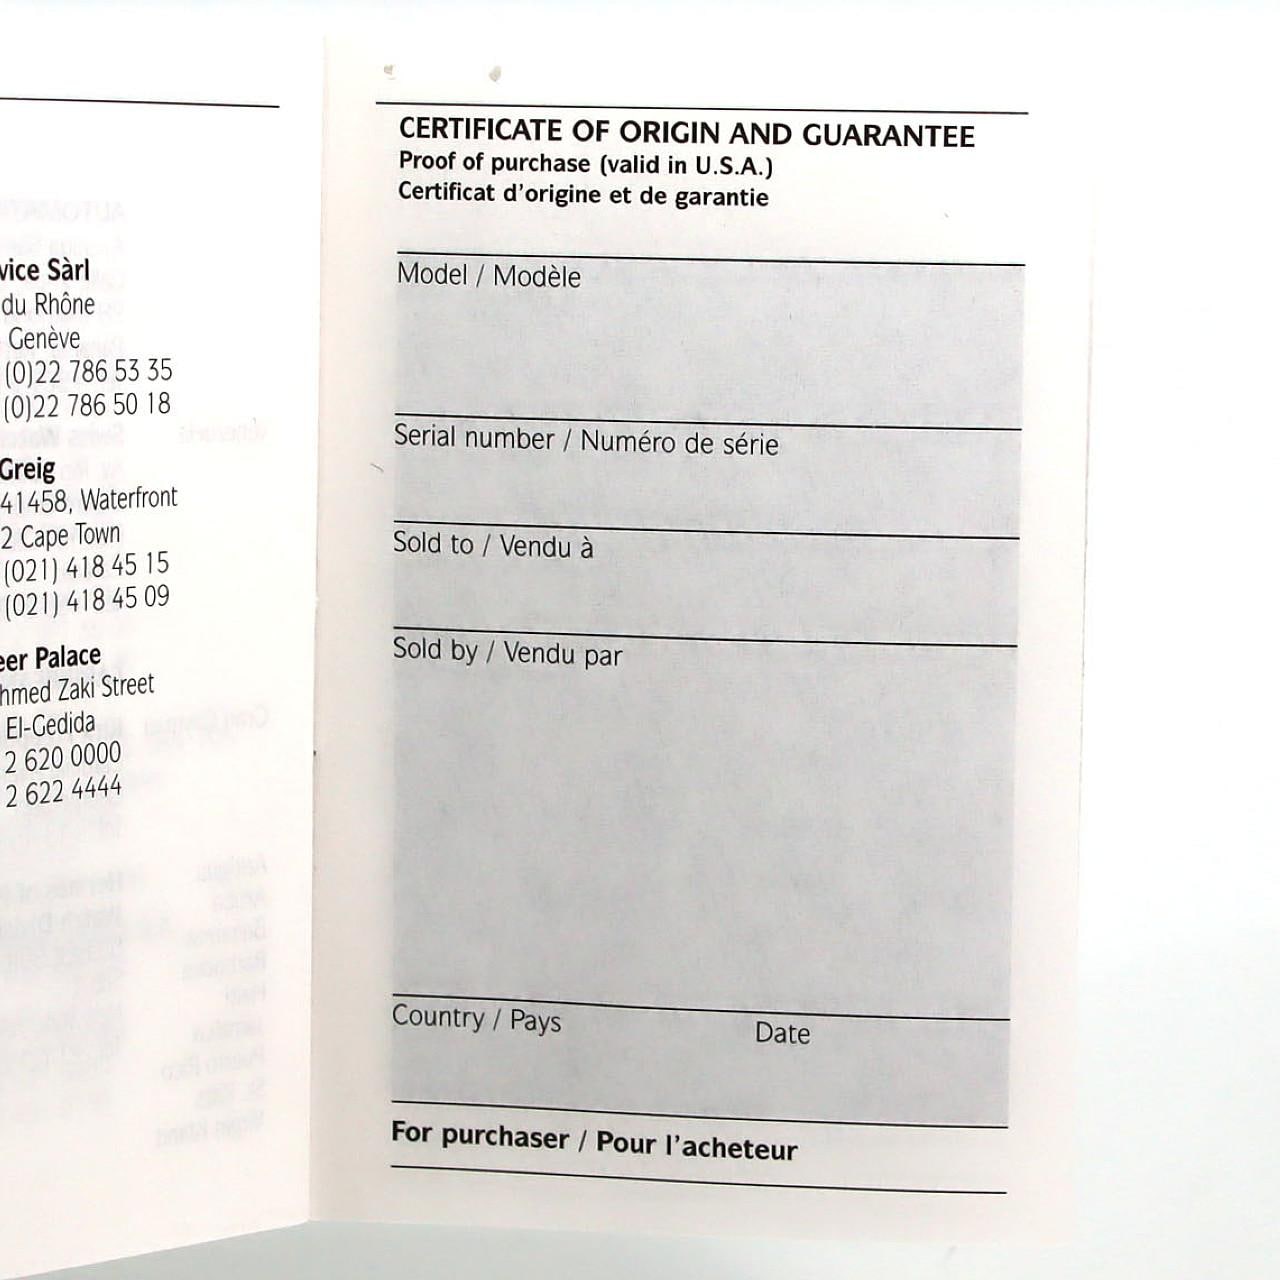 vice Sàrl
du Rhône
Genève
(0)22 786 53 35
(0)22 786 50 18
Greig
41458, Waterfront
2 Cape Town
(021) 418 45 15
(021) 418 45 09
eer Palace
hmed Zaki Street
El-Gedida
2 620 0000
2 622 4444
CERTIFICATE OF ORIGIN AND GUARANTEE
Proof of purchase (valid in U.S.A.)
Certificat d'origine et de garantie
Model / Modèle
Serial number / Numéro de série
Sold to / Vendu à
Sold by / Vendu par
Country / Pays Date
For purchaser / Pour l'acheteur